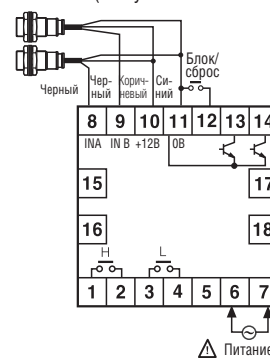 Блок/
сброс
Черный
Чер-
ный
Корич-
невый
Си-
ний
8 9 10 11 12 13 14
INA IN B +12В 0В
15 17
16 18
H L
1 2 3 4 5 6 7
Питание